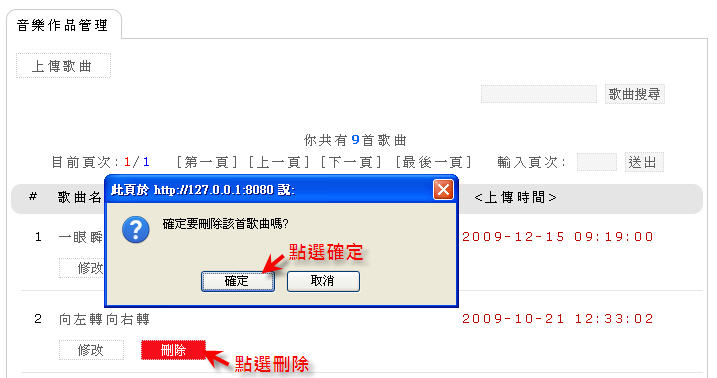 音樂作品管理
上傳歌曲
歌曲搜尋
你共有9首歌曲
目前頁次:1/1 [第一頁] [上一頁] [下一頁] [最後一頁] 輸入頁次: 送出
此頁於 http://127.0.0.1:8080 說:
# 歌曲名 <上傳時間>
確定要刪除該首歌曲嗎?
1 一眼瞬 2009-12-15 09:19:00
點選確定
修改
確定 取消
2 向左轉向右轉 2009-10-21 12:33:02
修改 刪除
點選刪除